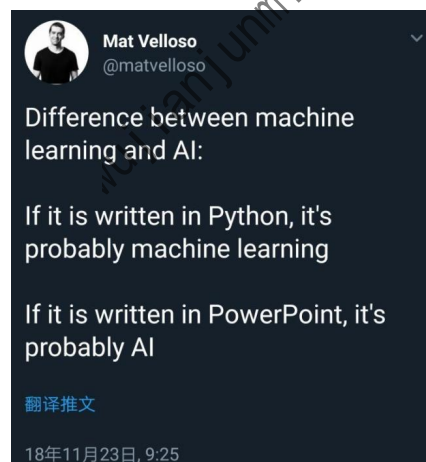 Mat Velloso
@matvelloso
Difference between machine
learning and AI:
If it is written in Python, it's
probably machine learning
If it is written in PowerPoint, it's
probably AI
翻译推文
18年11月23日, 9:25